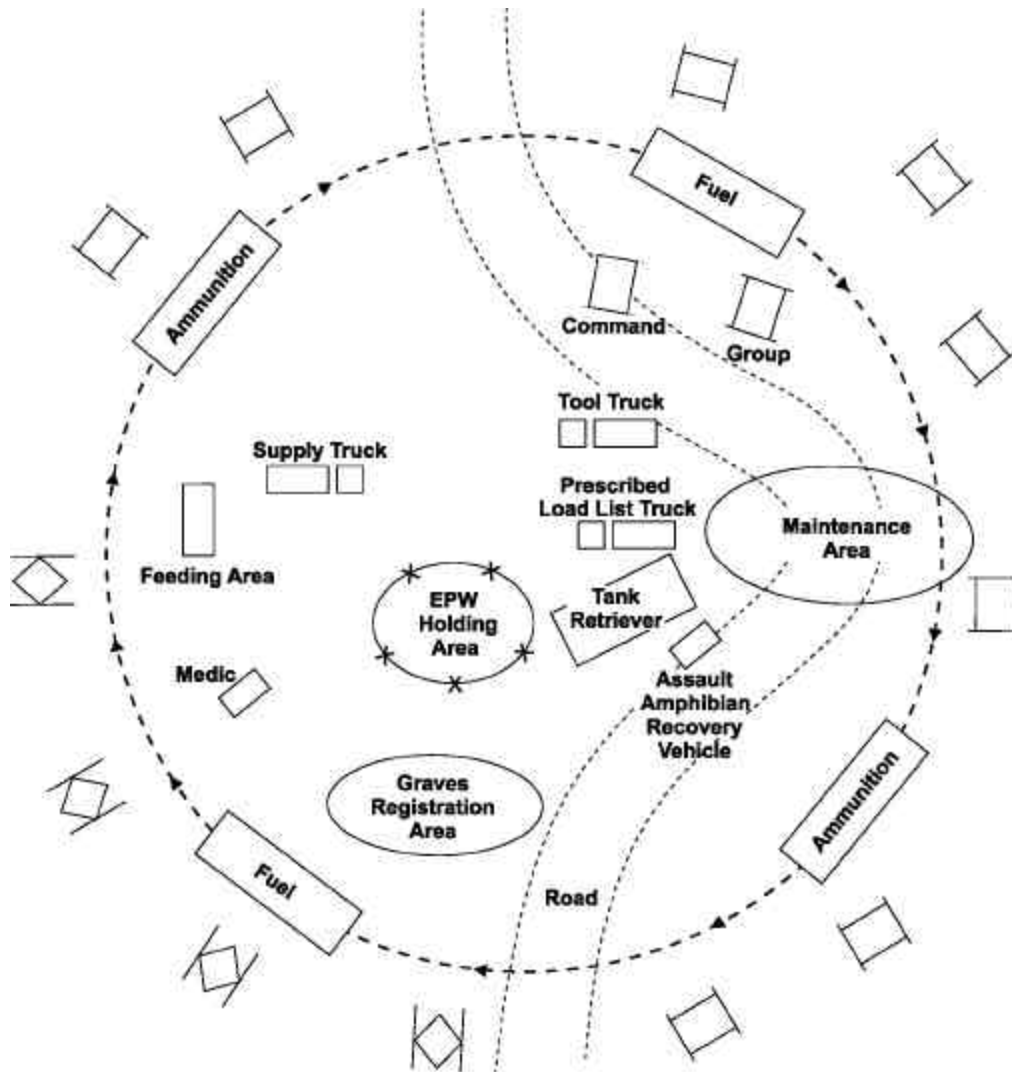 Fuel
Ammunition
Command
Group
Tool Truck
Supply Truck
Prescribed
Load List Truck
Maintenance
Area
Feeding Area
EPW
Holding
Area
Tank
Retriever
Medic
Assault
Amphibian
Recovery
Vehicle
Graves
Registration
Area
Ammunition
Fuel
Road